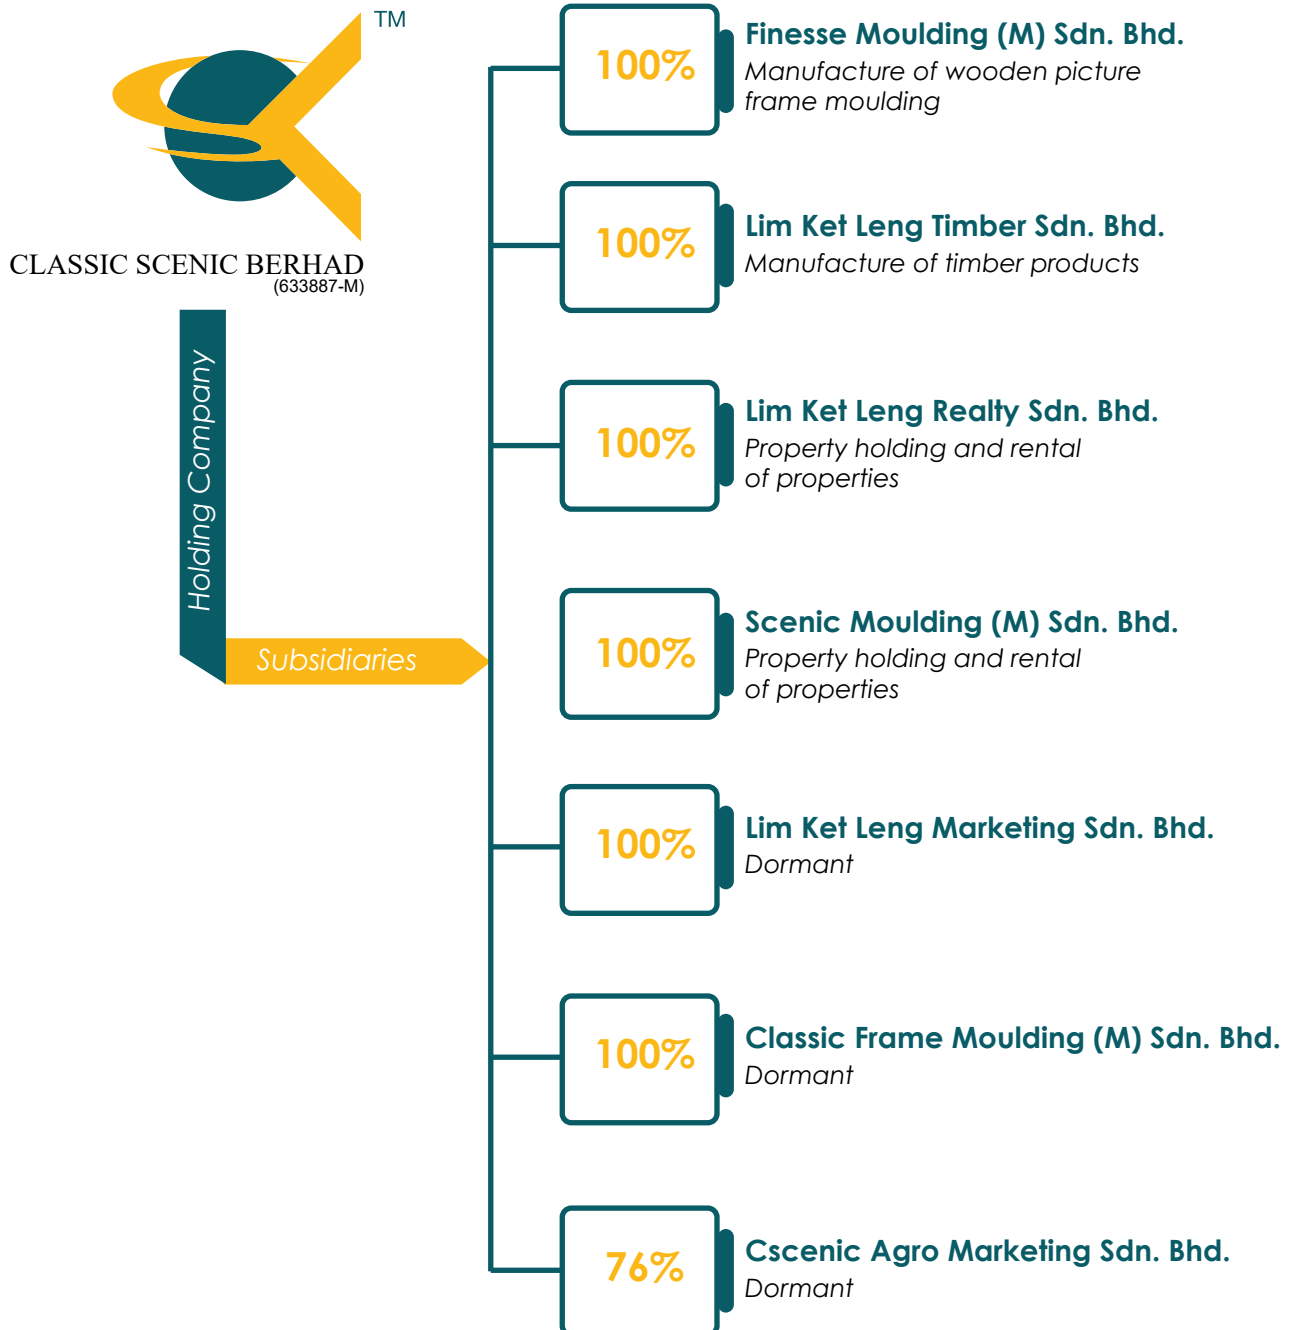 TM
CLASSIC SCENIC BERHAD
(633887-M)
Holding Company
Subsidiaries
100%
Finesse Moulding (M) Sdn. Bhd.
Manufacture of wooden picture
frame moulding
100%
Lim Ket Leng Timber Sdn. Bhd.
Manufacture of timber products
100%
Lim Ket Leng Realty Sdn. Bhd.
Property holding and rental
of properties
100%
Scenic Moulding (M) Sdn. Bhd.
Property holding and rental
of properties
100%
Lim Ket Leng Marketing Sdn. Bhd.
Dormant
100%
Classic Frame Moulding (M) Sdn. Bhd.
Dormant
76%
Cscenic Agro Marketing Sdn. Bhd.
Dormant